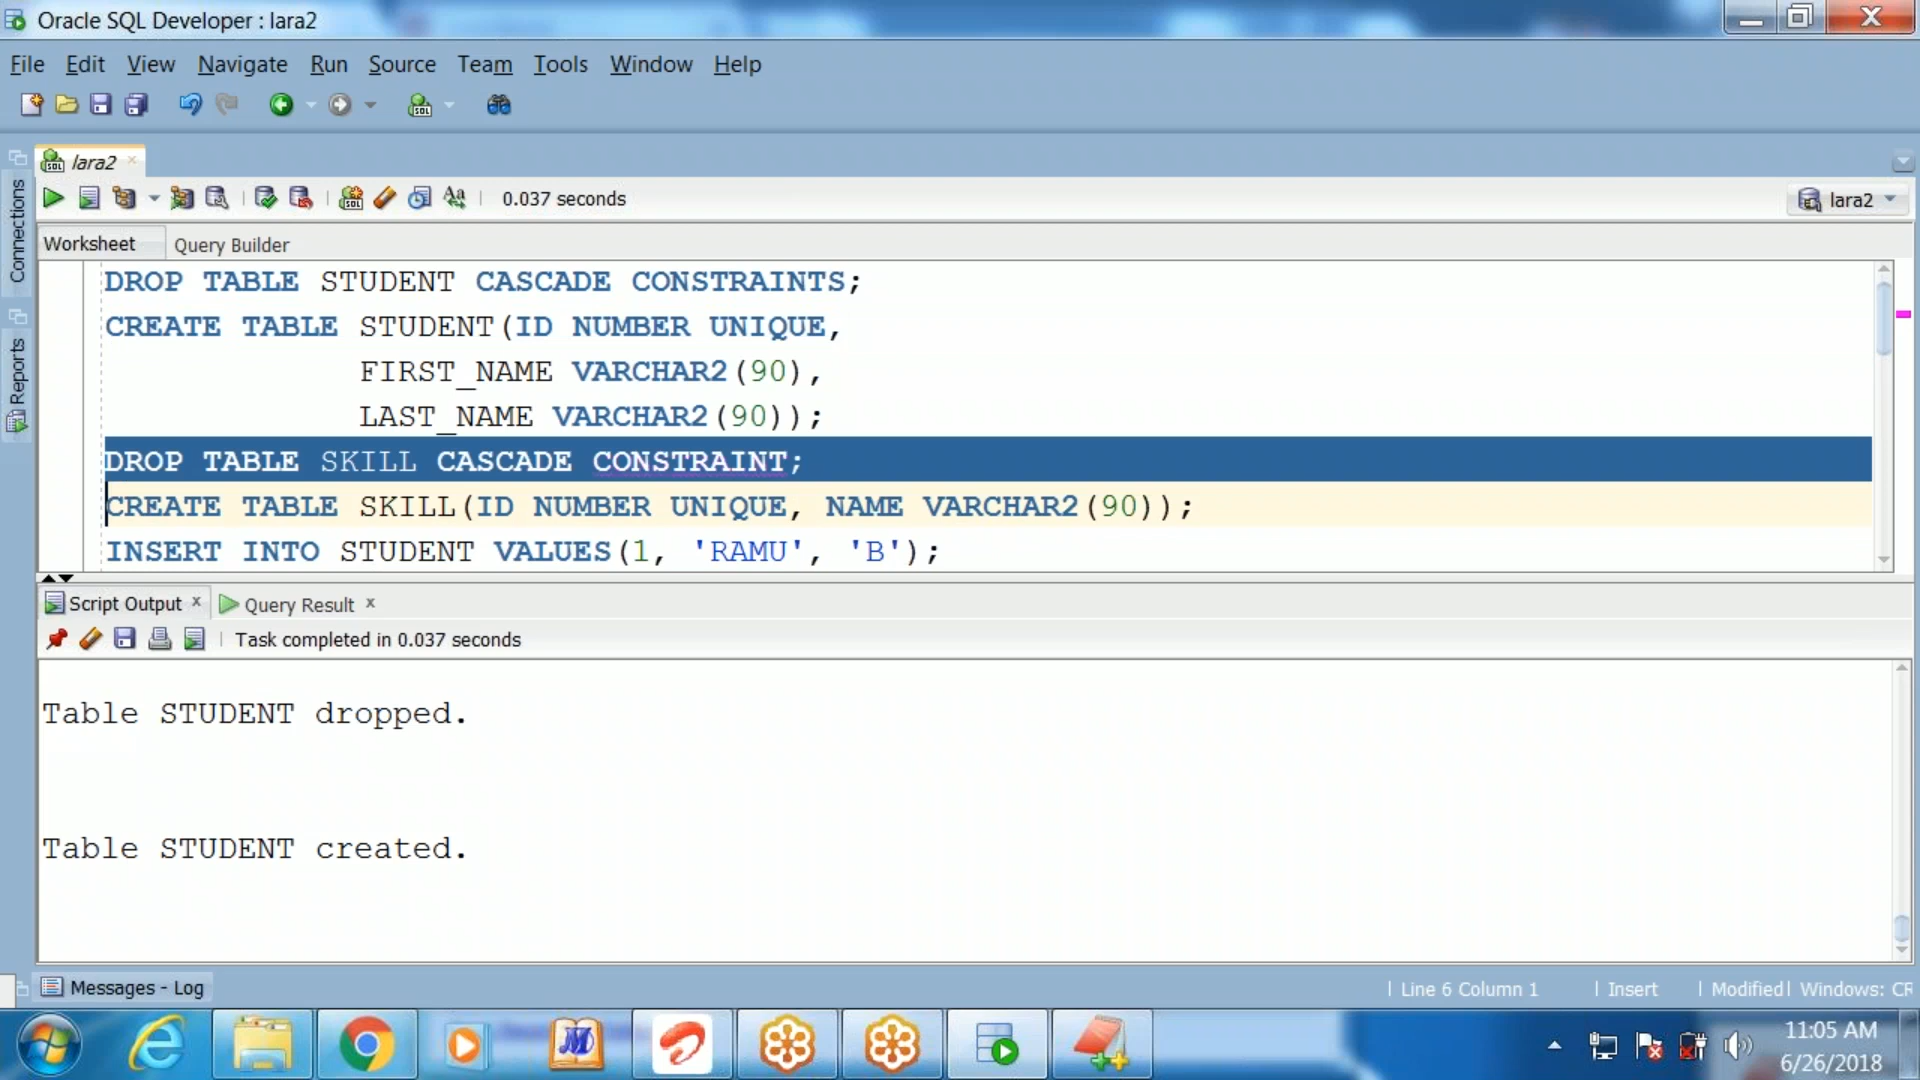 Oracle SQL Developer : lara2
File Edit View Navigate Run Source Team Tools Window Help
lara2
0.037 seconds
lara2
Connections
Reports
Worksheet Query Builder
DROP TABLE STUDENT CASCADE CONSTRAINTS;
CREATE TABLE STUDENT(ID NUMBER UNIQUE,
FIRST_NAME VARCHAR2(90),
LAST_NAME VARCHAR2(90));
DROP TABLE SKILL CASCADE CONSTRAINT;
CREATE TABLE SKILL(ID NUMBER UNIQUE, NAME VARCHAR2(90));
INSERT INTO STUDENT VALUES(1, 'RAMU', 'B');
Script Output x Query Result x
Task completed in 0.037 seconds
Table STUDENT dropped.
Table STUDENT created.
Messages - Log
Line 6 Column 1 Insert Modified Windows: CR
11:05 AM
6/26/2018